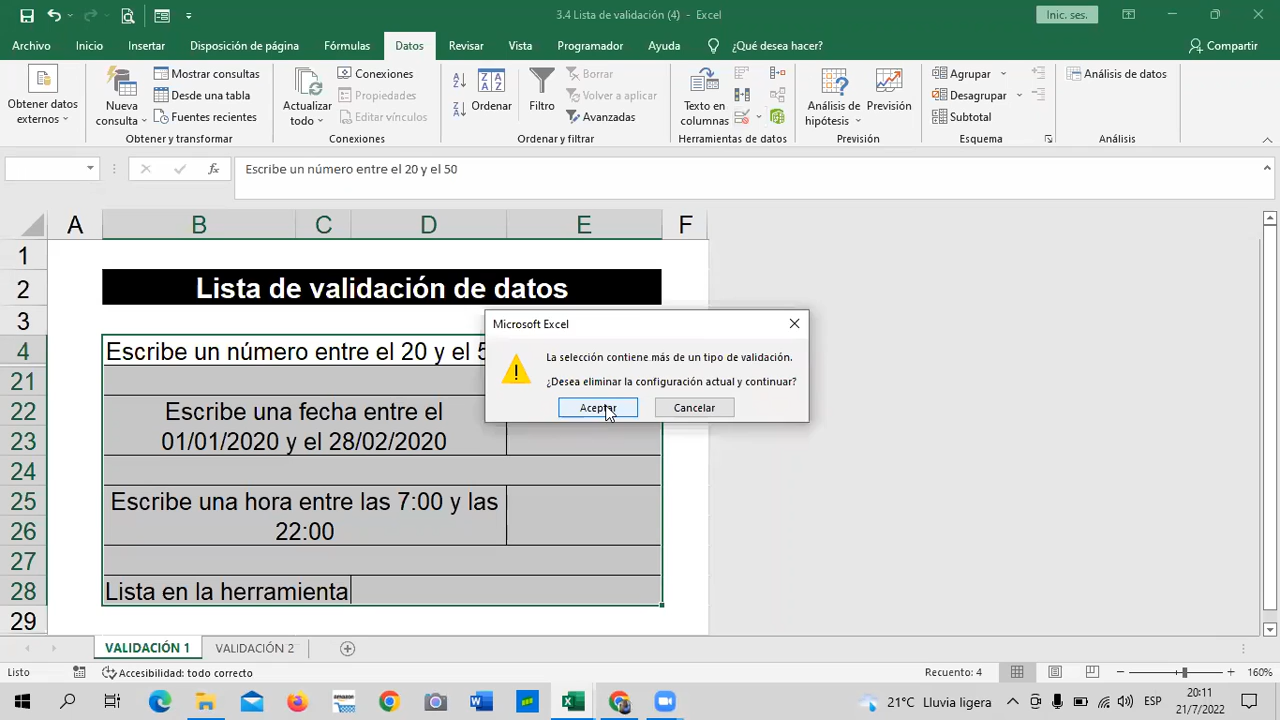 3.4 Lista de validación (4) - Excel
Inic. ses.
Archivo Inicio Insertar Disposición de página Fórmulas Datos Revisar Vista Programador Ayuda ¿Qué desea hacer? Compartir
Obtener datos externos
Nueva consulta
Mostrar consultas
Desde una tabla
Fuentes recientes
Obtener y transformar
Actualizar todo
Conexiones
Propiedades
Editar vínculos
Conexiones
Ordenar
Filtro
Borrar
Volver a aplicar
Avanzadas
Ordenar y filtrar
Texto en columnas
Herramientas de datos
Análisis de hipótesis
Previsión
Previsión
Agrupar
Desagrupar
Subtotal
Esquema
Análisis de datos
Análisis
fx
Escribe un número entre el 20 y el 50
A B C D E F
1
2 Lista de validación de datos
3
4 Escribe un número entre el 20 y el 5
21
22 Escribe una fecha entre el
23 01/01/2020 y el 28/02/2020
24
25 Escribe una hora entre las 7:00 y las
26 22:00
27
28 Lista en la herramienta
29
Microsoft Excel
La selección contiene más de un tipo de validación.
¿Desea eliminar la configuración actual y continuar?
Aceptar Cancelar
VALIDACIÓN 1 VALIDACIÓN 2
Listo Accesibilidad: todo correcto Recuento: 4 160%
21°C Lluvia ligera ESP 20:11
21/7/2022